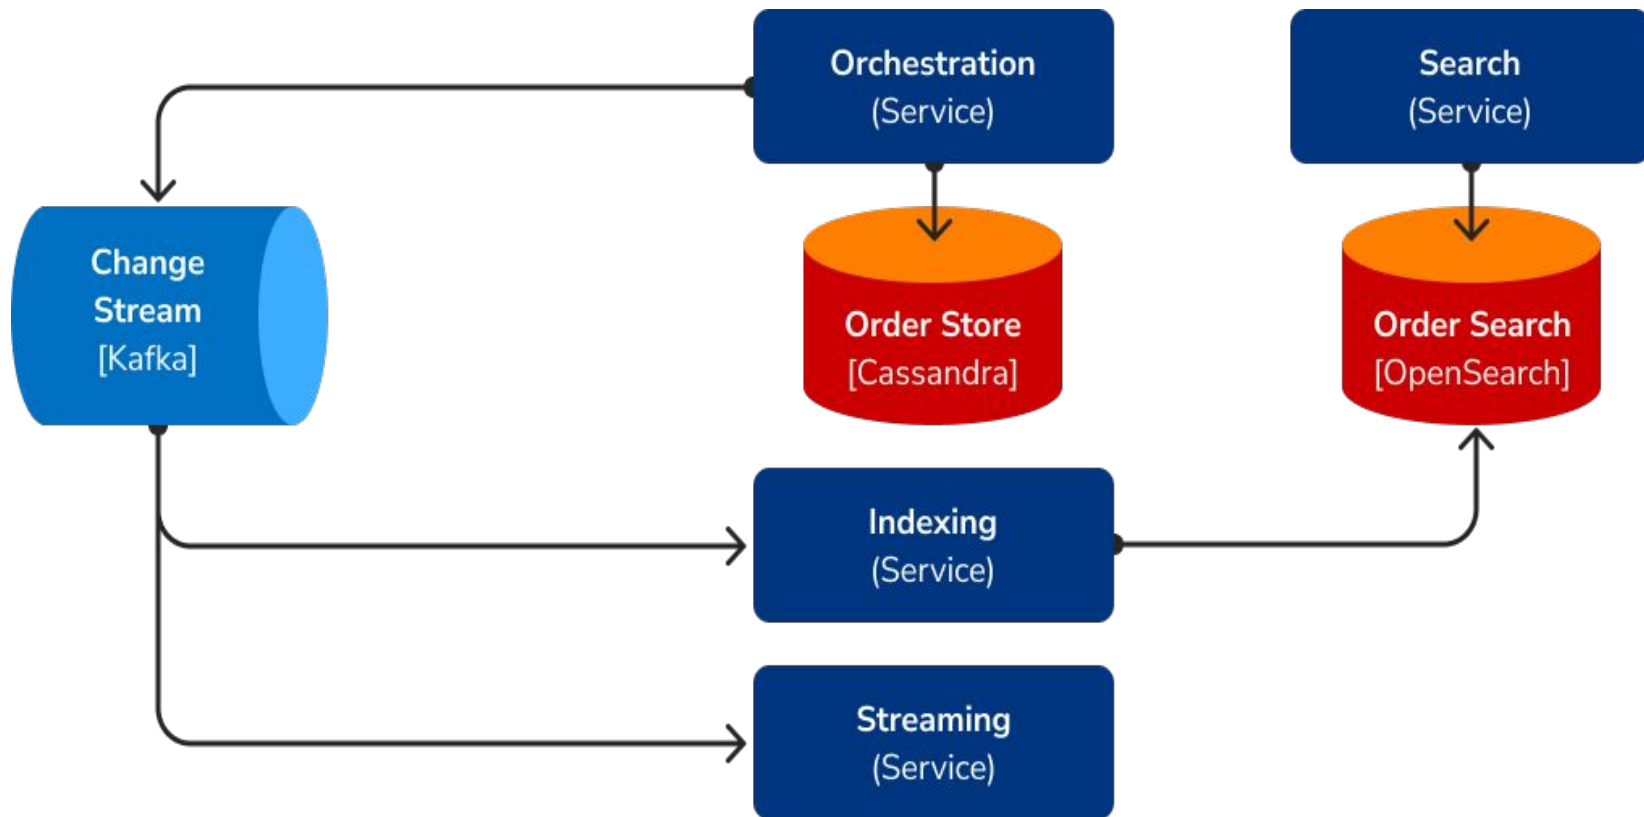 Orchestration
(Service)
Search
(Service)
Change
Stream
[Kafka]
Order Store
[Cassandra]
Order Search
[OpenSearch]
Indexing
(Service)
Streaming
(Service)